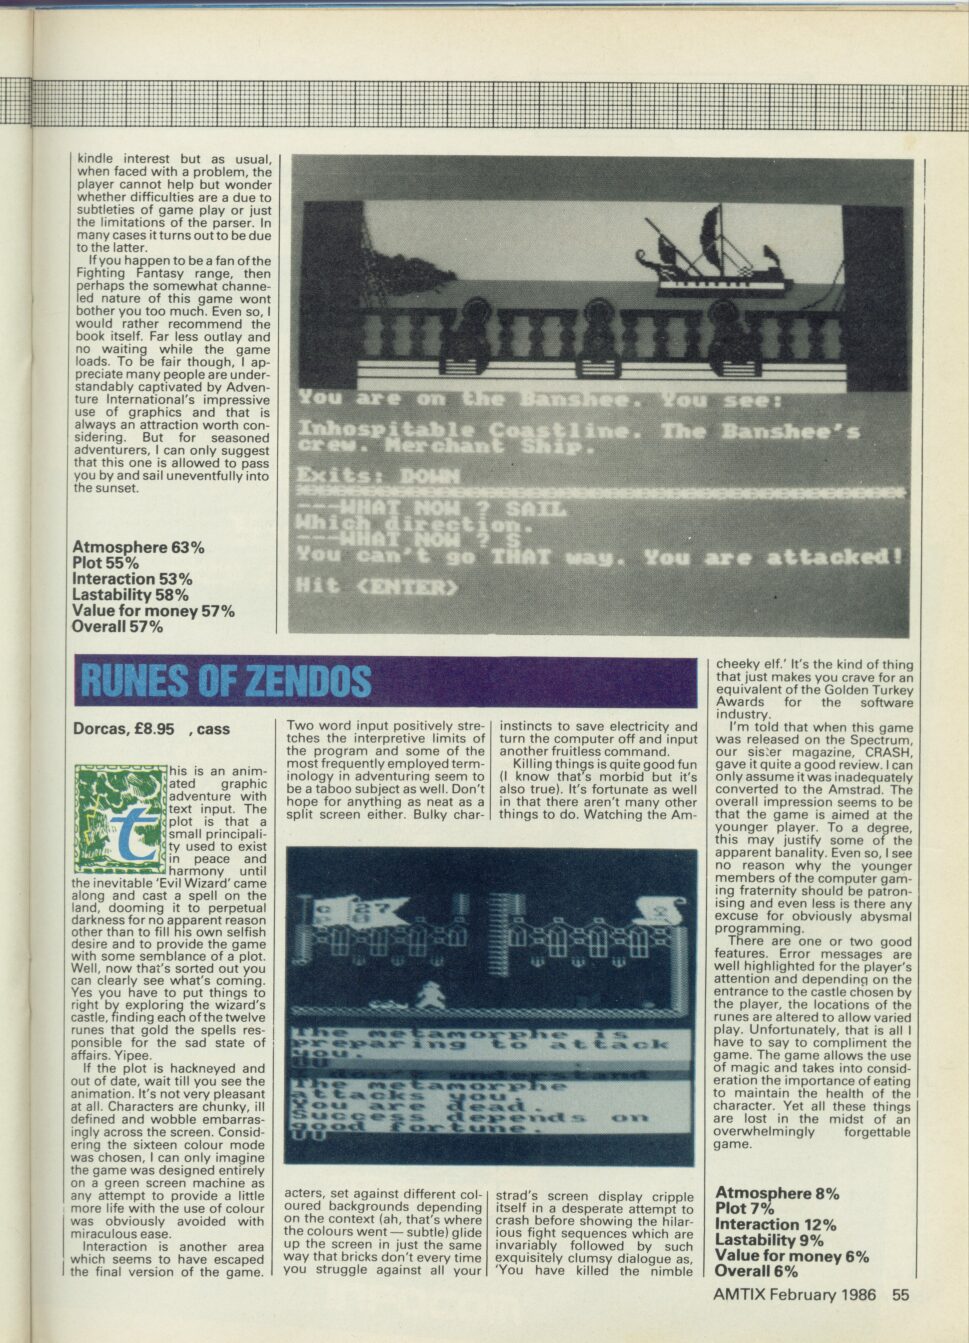 kindle interest but as usual,
when faced with a problem, the
player cannot help but wonder
whether difficulties are a due to
subtleties of game play or just
the limitations of the parser. In
many cases it turns out to be due
to the latter.
If you happen to be a fan of the
Fighting Fantasy range, then
perhaps the somewhat channe-
led nature of this game wont
bother you too much. Even so, I
would rather recommend the
book itself. Far less outlay and
no waiting while the game
loads. To be fair though, I ap-
preciate many people are under-
standably captivated by Adven-
ture International's impressive
use of graphics and that is
always an attraction worth con-
sidering. But for seasoned
adventurers, I can only suggest
that this one is allowed to pass
you by and sail uneventfully into
the sunset.
Atmosphere 63%
Plot 55%
Interaction 53%
Lastability 58%
Value for money 57%
Overall 57%
You are on the Banshee. You see:
Inhospitable Coastline. The Banshee's
crew. Merchant Ship.
Exits: DOWN
---WHAT NOW ? SAIL
Which direction.
---WHAT NOW ? S
You can't go THAT way. You are attacked!
Hit <ENTER>
RUNES OF ZENDOS
Dorcas, £8.95 , cass
this is an anim-
ated graphic
adventure with
text input. The
plot is that a
small principali-
ty used to exist
in peace and
harmony until
the inevitable 'Evil Wizard' came
along and cast a spell on the
land, dooming it to perpetual
darkness for no apparent reason
other than to fill his own selfish
desire and to provide the game
with some semblance of a plot.
Well, now that's sorted out you
can clearly see what's coming.
Yes you have to put things to
right by exploring the wizard's
castle, finding each of the twelve
runes that gold the spells res-
ponsible for the sad state of
affairs. Yipee.
If the plot is hackneyed and
out of date, wait till you see the
animation. It's not very pleasant
at all. Characters are chunky, ill
defined and wobble embarras-
ingly across the screen. Consid-
ering the sixteen colour mode
was chosen, I can only imagine
the game was designed entirely
on a green screen machine as
any attempt to provide a little
more life with the use of colour
was obviously avoided with
miraculous ease.
Interaction is another area
which seems to have escaped
the final version of the game.
Two word input positively stre-
tches the interpretive limits of
the program and some of the
most frequently employed term-
inology in adventuring seem to
be a taboo subject as well. Don't
hope for anything as neat as a
split screen either. Bulky char-
acters, set against different col-
oured backgrounds depending
on the context (ah, that's where
the colours went — subtle) glide
up the screen in just the same
way that bricks don't every time
you struggle against all your
instincts to save electricity and
turn the computer off and input
another fruitless command.
Killing things is quite good fun
(I know that's morbid but it's
also true). It's fortunate as well
in that there aren't many other
things to do. Watching the Am-
strad's screen display cripple
itself in a desperate attempt to
crash before showing the hilar-
ious fight sequences which are
invariably followed by such
exquisitely clumsy dialogue as,
'You have killed the nimble
The metamorphe is
preparing to attack
you.
The metamorphe
attacks you.
You are dead.
Success depends on
good fortune.
cheeky elf.' It's the kind of thing
that just makes you crave for an
equivalent of the Golden Turkey
Awards for the software
industry.
I'm told that when this game
was released on the Spectrum,
our sister magazine, CRASH,
gave it quite a good review. I can
only assume it was inadequately
converted to the Amstrad. The
overall impression seems to be
that the game is aimed at the
younger player. To a degree,
this may justify some of the
apparent banality. Even so, I see
no reason why the younger
members of the computer gam-
ing fraternity should be patron-
ising and even less is there any
excuse for obviously abysmal
programming.
There are one or two good
features. Error messages are
well highlighted for the player's
attention and depending on the
entrance to the castle chosen by
the player, the locations of the
runes are altered to allow varied
play. Unfortunately, that is all I
have to say to compliment the
game. The game allows the use
of magic and takes into consid-
eration the importance of eating
to maintain the health of the
character. Yet all these things
are lost in the midst of an
overwhelmingly forgettable
game.
Atmosphere 8%
Plot 7%
Interaction 12%
Lastability 9%
Value for money 6%
Overall 6%
AMTIX February 1986 55